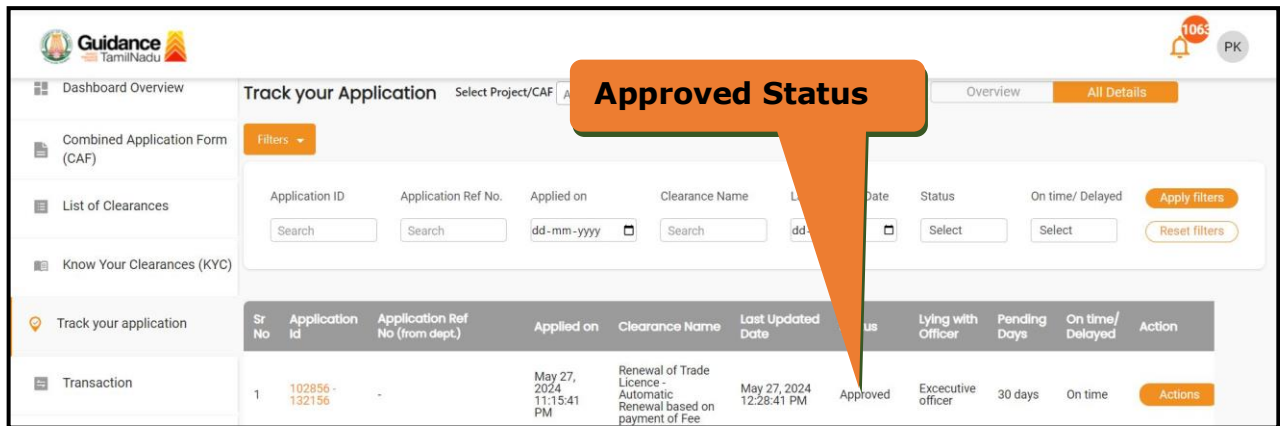 Guidance
TamilNadu
1063
PK
Dashboard Overview
Track your Application Select Project/CAF
Approved Status
Overview All Details
Combined Application Form
(CAF)
Filters
Application ID Application Ref No. Applied on Clearance Name Date Status On time/ Delayed Apply filters
List of Clearances
Search Search dd-mm-yyyy Search Select Select Reset filters
Know Your Clearances (KYC)
Track your application
Sr
No
Application
Id
Application Ref
No (from dept.)
Applied on
Clearance Name
Last Updated
Date
Lying with
Officer
Pending
Days
On time/
Delayed
Action
Transaction
1
102856 -
132156
-
May 27,
2024
11:15:41
PM
Renewal of Trade
Licence -
Automatic
Renewal based on
payment of Fee
May 27, 2024
12:28:41 PM
Approved
Excecutive
officer
30 days
On time
Actions